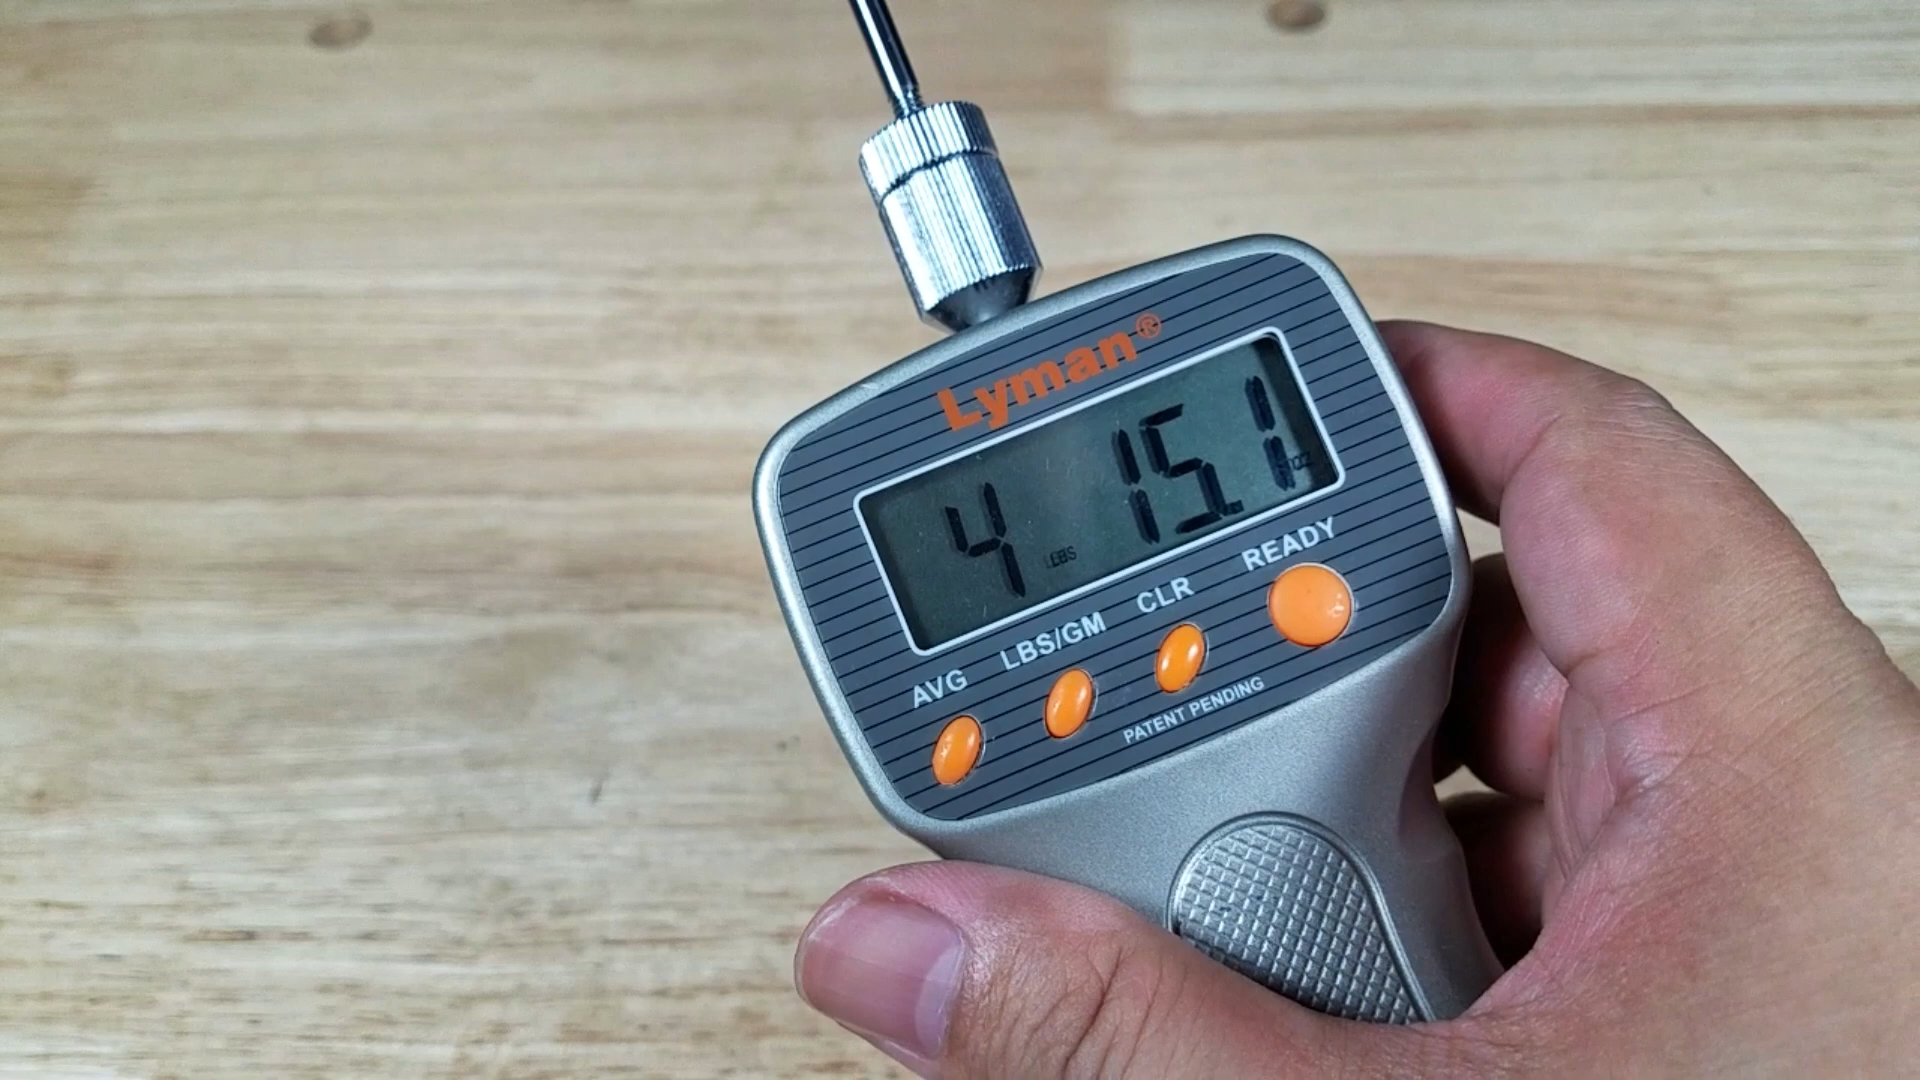 Lyman®
4 LBS 15.1 OZ
AVG LBS/GM CLR READY
PATENT PENDING